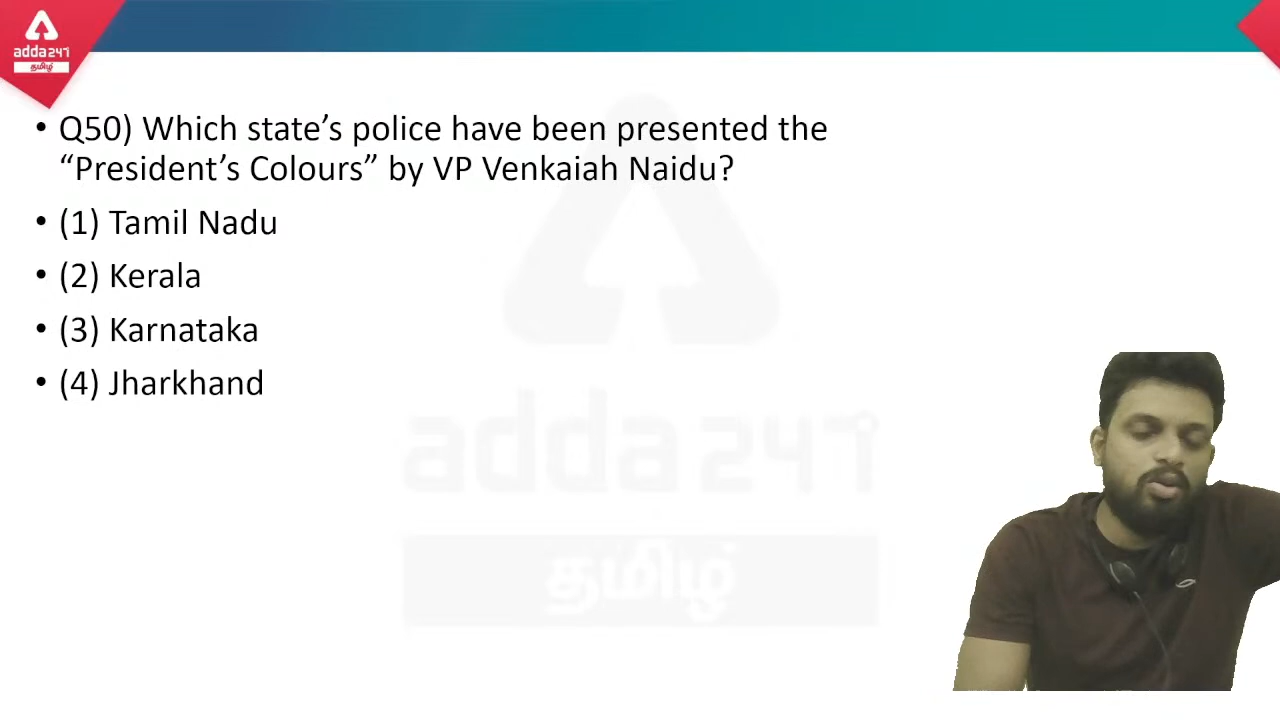 adda247
தமிழ்
• Q50) Which state’s police have been presented the
“President’s Colours” by VP Venkaiah Naidu?
• (1) Tamil Nadu
• (2) Kerala
• (3) Karnataka
• (4) Jharkhand
adda247
தமிழ்